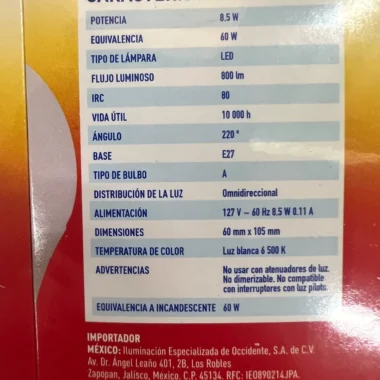 POTENCIA 8.5 W
EQUIVALENCIA 60 W
TIPO DE LÁMPARA LED
FLUJO LUMINOSO 800 lm
IRC 80
VIDA ÚTIL 10 000 h
ÁNGULO 220°
BASE E27
TIPO DE BULBO A
DISTRIBUCIÓN DE LA LUZ Omnidireccional
ALIMENTACIÓN 127 V ~ 60 Hz 8.5 W 0.11 A
DIMENSIONES 60 mm x 105 mm
TEMPERATURA DE COLOR Luz blanca 6 500 K
ADVERTENCIAS No usar con atenuadores de luz.
No dimerizable. No compatible
con interruptores con luz piloto.
EQUIVALENCIA A INCANDESCENTE 60 W
IMPORTADOR
MÉXICO: Iluminación Especializada de Occidente, S.A. de C.V.
Av. Dr. Ángel Leaño 401, 2B, Los Robles
Zapopan, Jalisco, México. C.P. 45134. RFC: IEO890214JPA.